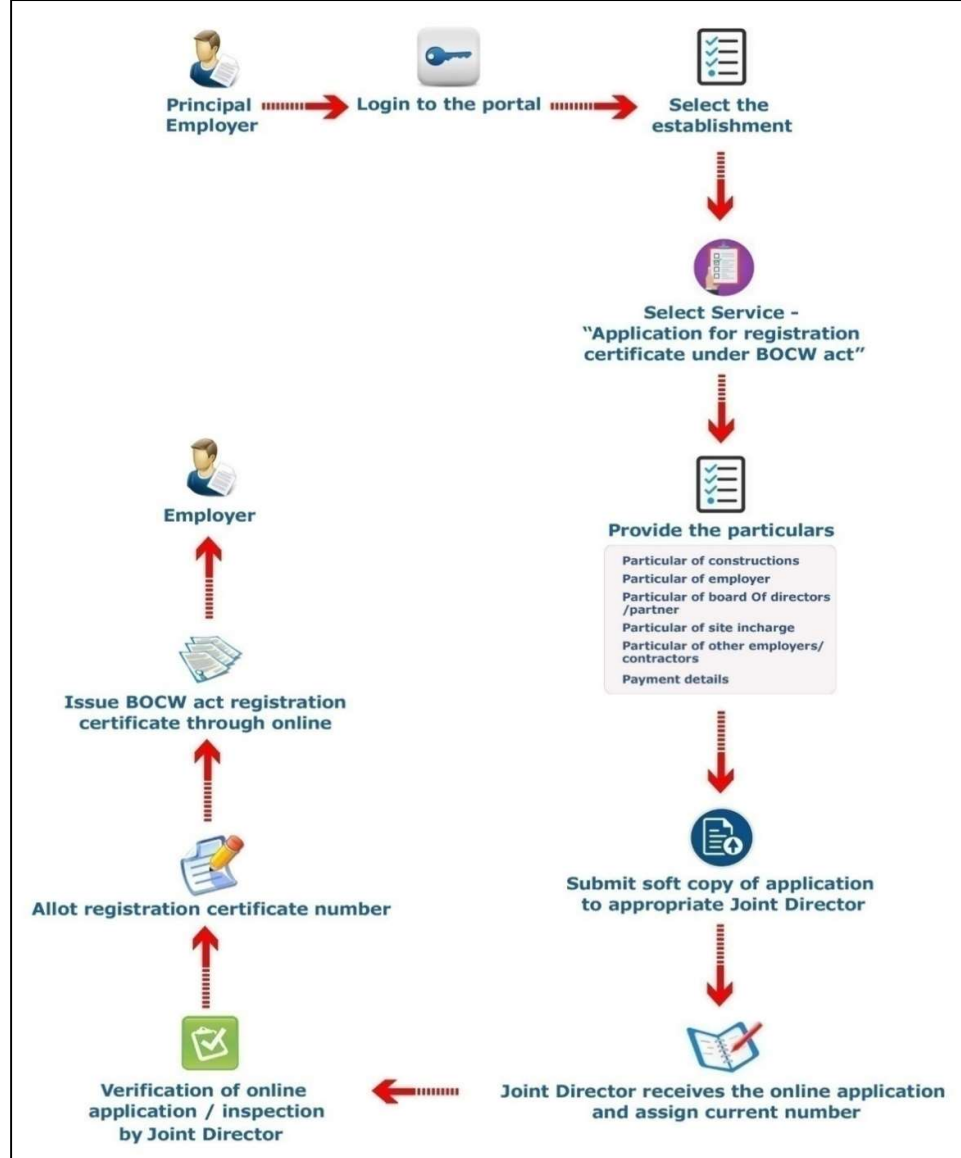 Principal
Employer
Login to the portal
Select the
establishment
Select Service -
“Application for registration
certificate under BOCW act”
Provide the particulars
Particular of constructions
Particular of employer
Particular of board Of directors
/partner
Particular of site incharge
Particular of other employers/
contractors
Payment details
Submit soft copy of application
to appropriate Joint Director
Joint Director receives the online application
and assign current number
Verification of online
application / inspection
by Joint Director
Allot registration certificate number
Issue BOCW act registration
certificate through online
Employer